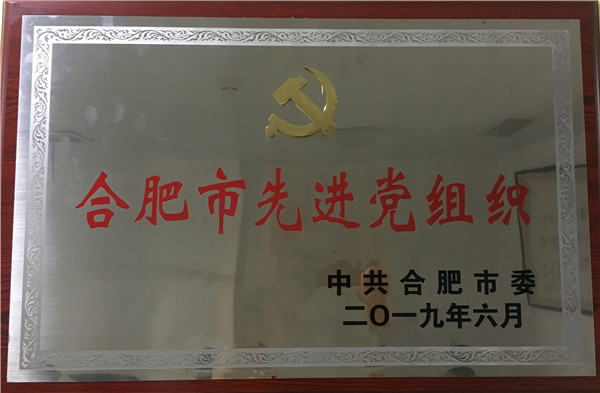 合肥市先进党组织
中共合肥市委
二〇一九年六月